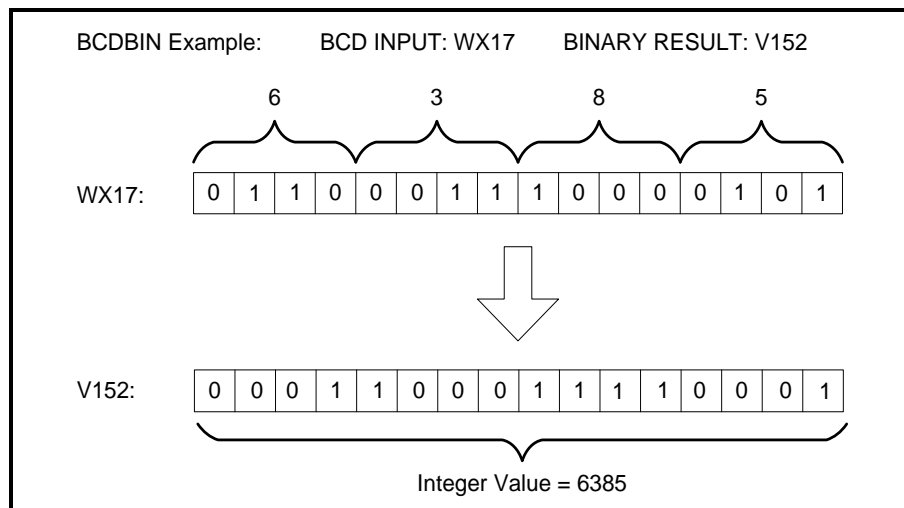 BCDBIN Example: BCD INPUT: WX17 BINARY RESULT: V152
6 3 8 5
WX17: 0 1 1 0 0 0 1 1 1 0 0 0 0 1 0 1
V152: 0 0 0 1 1 0 0 0 1 1 1 1 0 0 0 1
Integer Value = 6385